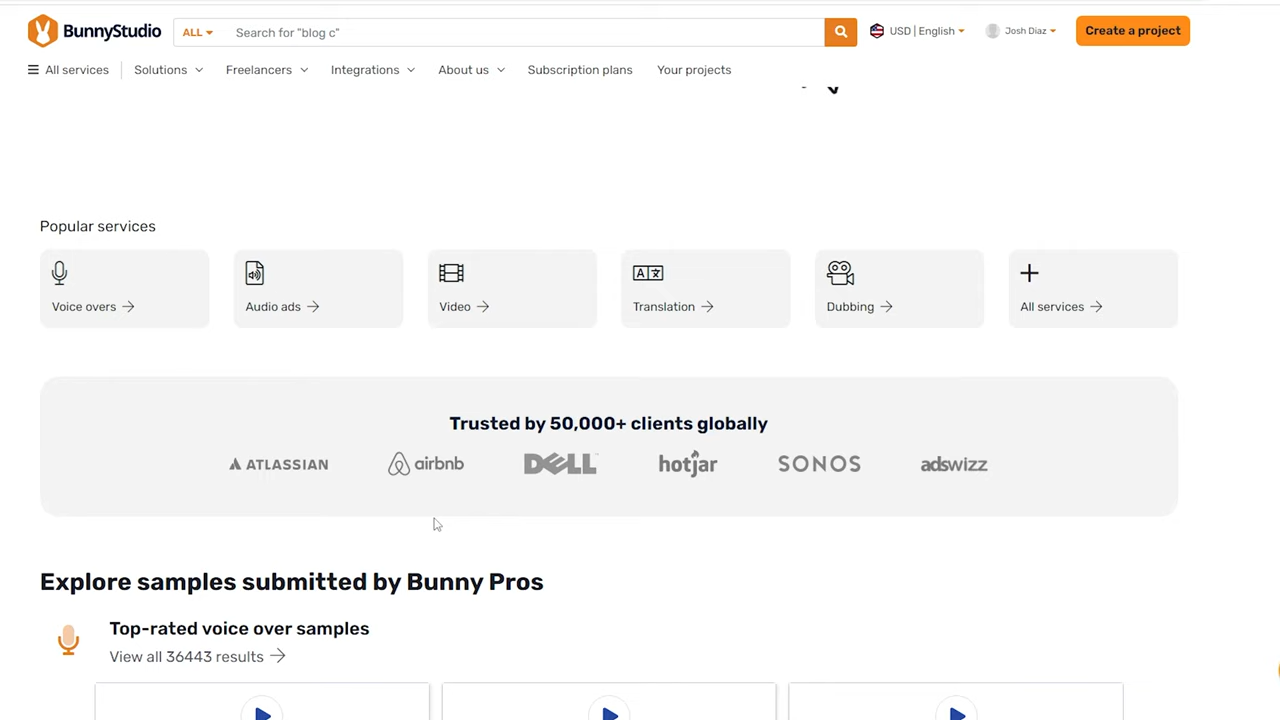 BunnyStudio
ALL
Search for "blog c"
USD | English
Josh Diaz
Create a project
All services
Solutions
Freelancers
Integrations
About us
Subscription plans
Your projects
Popular services
Voice overs
Audio ads
Video
Translation
Dubbing
All services
Trusted by 50,000+ clients globally
ATLASSIAN
airbnb
DELL
hotjar
SONOS
adswizz
Explore samples submitted by Bunny Pros
Top-rated voice over samples
View all 36443 results